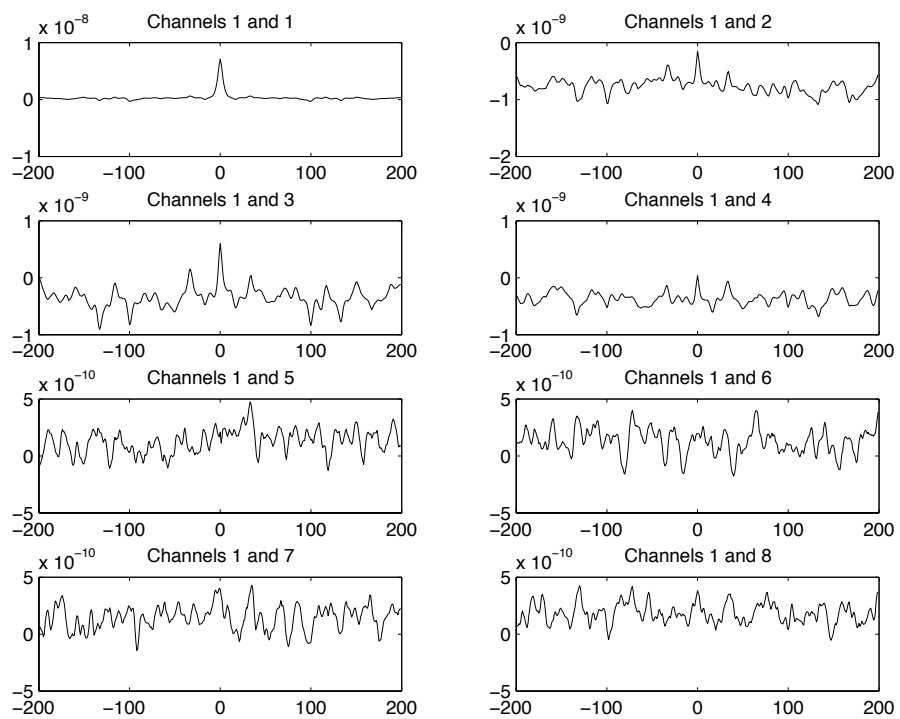 Channels 1 and 1
x 10^−8
1
0
−1
−200 −100 0 100 200
Channels 1 and 2
x 10^−9
0
−1
−2
−200 −100 0 100 200
Channels 1 and 3
x 10^−9
1
0
−1
−200 −100 0 100 200
Channels 1 and 4
x 10^−9
1
0
−1
−200 −100 0 100 200
Channels 1 and 5
x 10^−10
5
0
−5
−200 −100 0 100 200
Channels 1 and 6
x 10^−10
5
0
−5
−200 −100 0 100 200
Channels 1 and 7
x 10^−10
5
0
−5
−200 −100 0 100 200
Channels 1 and 8
x 10^−10
5
0
−5
−200 −100 0 100 200